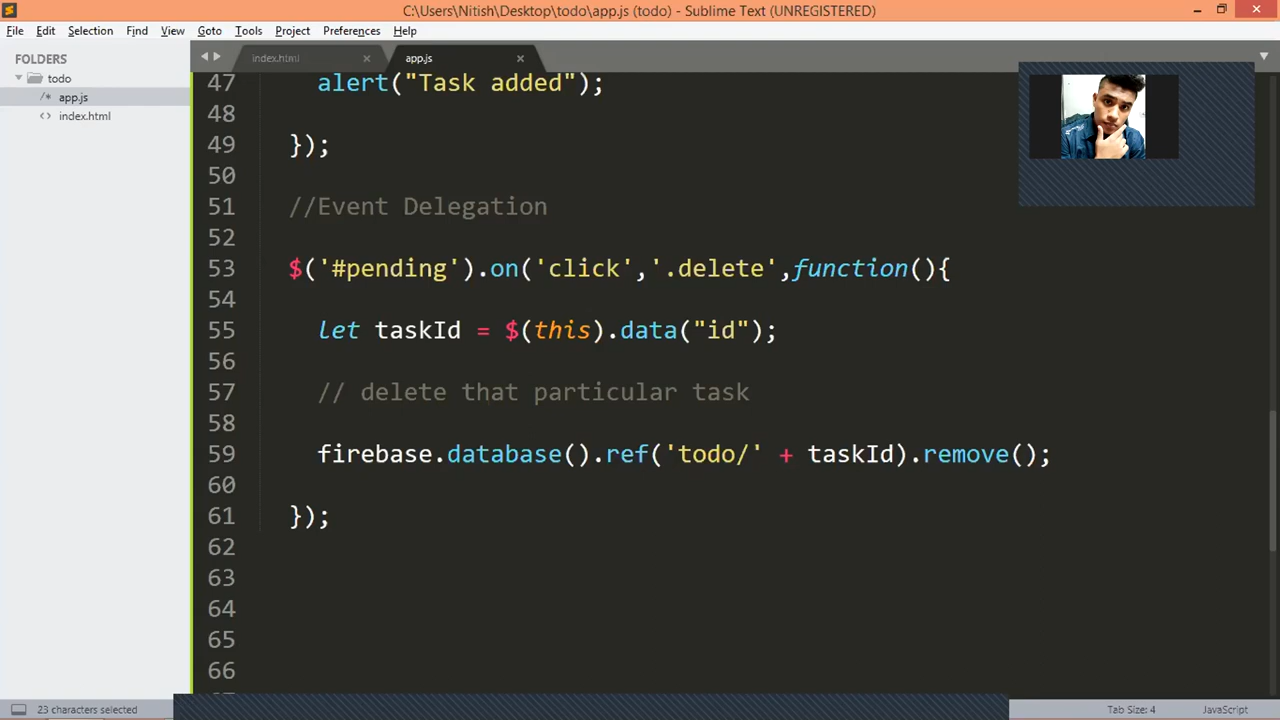 C:\Users\Nitish\Desktop\todo\app.js (todo) - Sublime Text (UNREGISTERED)
File Edit Selection Find View Goto Tools Project Preferences Help
FOLDERS
todo
app.js
index.html
index.html
app.js
47 alert("Task added");
48
49 });
50
51 //Event Delegation
52
53 $('#pending').on('click','.delete',function(){
54
55 let taskId = $(this).data("id");
56
57 // delete that particular task
58
59 firebase.database().ref('todo/' + taskId).remove();
60
61 });
62
63
64
65
66
23 characters selected
Tab Size: 4
JavaScript